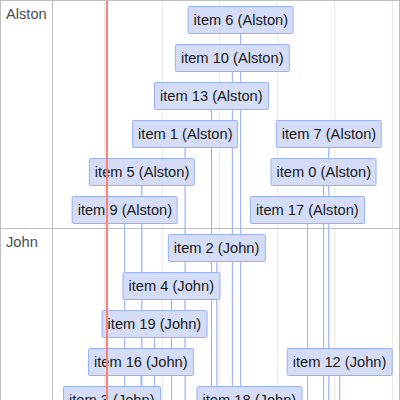 Alston
item 6 (Alston)
item 10 (Alston)
item 13 (Alston)
item 1 (Alston)
item 7 (Alston)
item 5 (Alston)
item 0 (Alston)
item 9 (Alston)
item 17 (Alston)
John
item 2 (John)
item 4 (John)
item 19 (John)
item 16 (John)
item 12 (John)
item 3 (John)
item 18 (John)